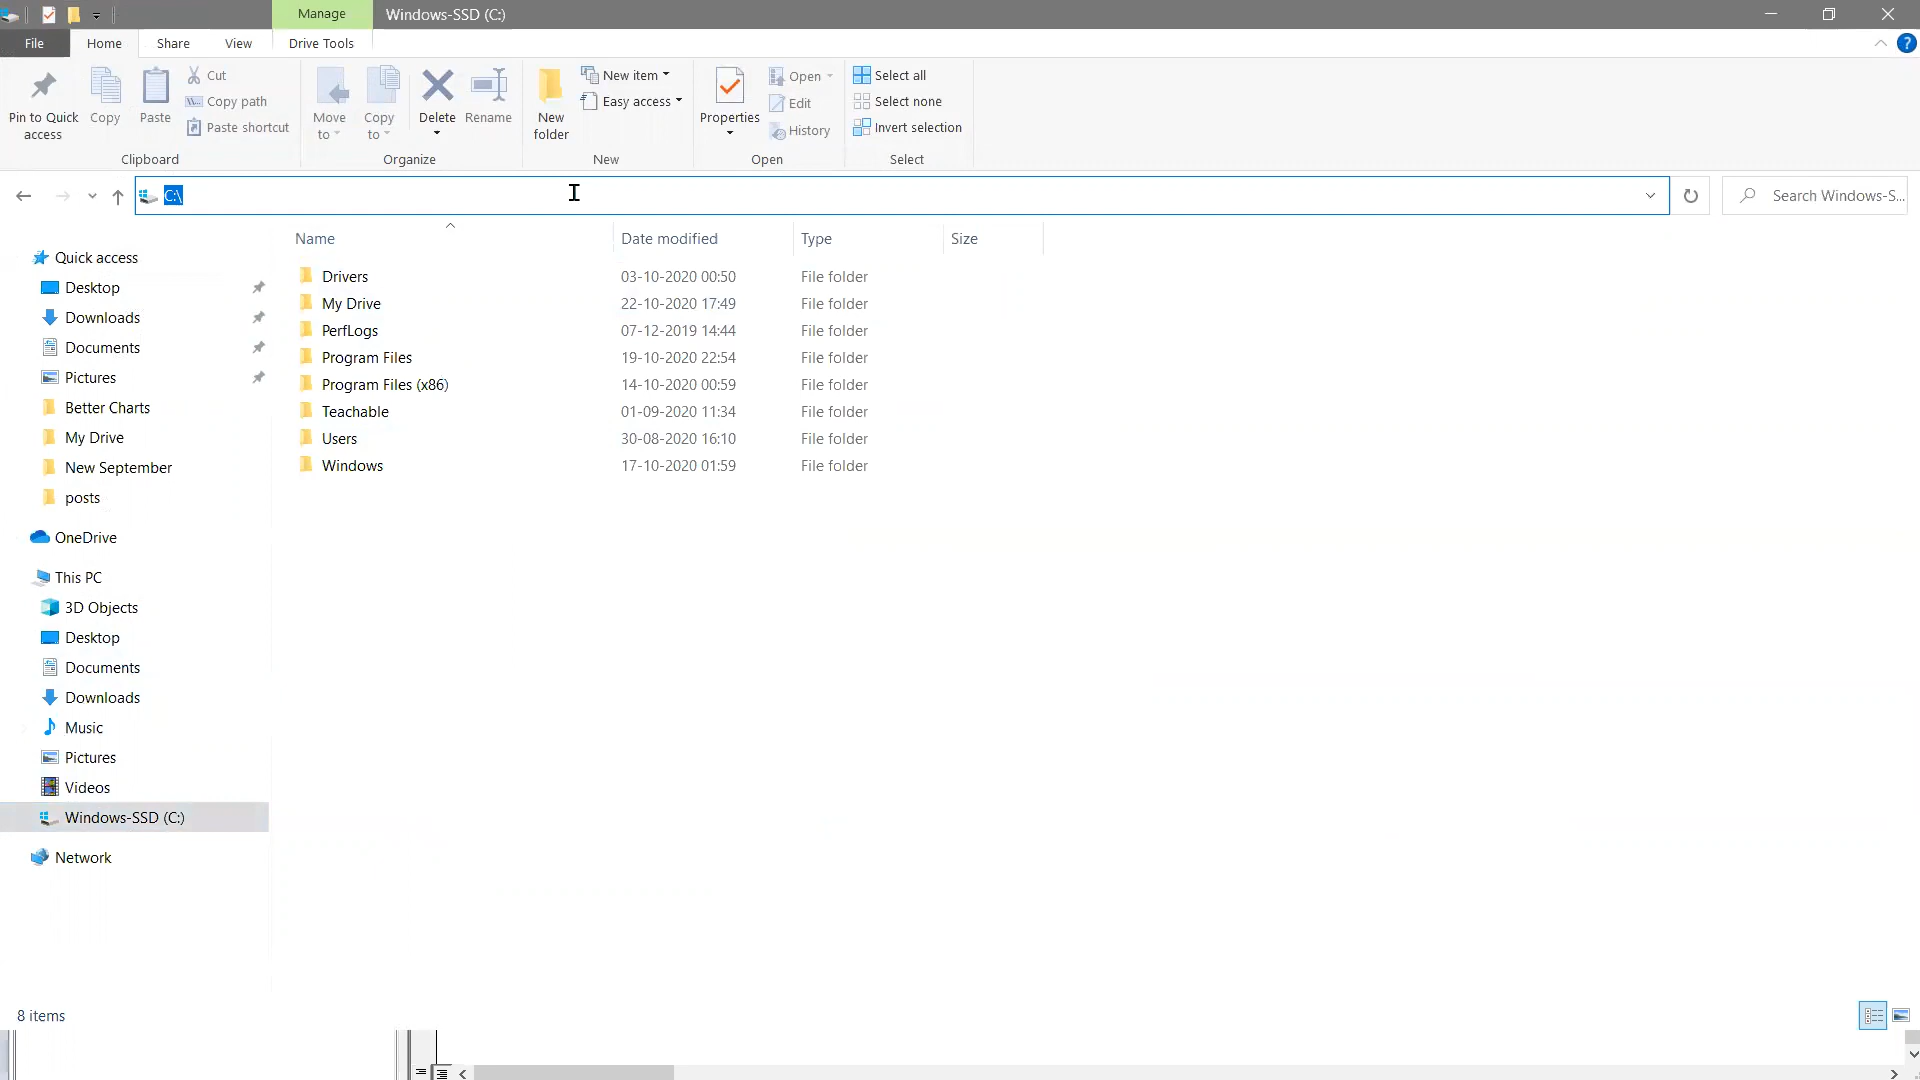 Manage
Windows-SSD (C:)
File
Home
Share
View
Drive Tools
Pin to Quick access
Copy
Paste
Cut
Copy path
Paste shortcut
Clipboard
Move to
Copy to
Delete
Rename
Organize
New folder
New item
Easy access
New
Properties
Open
Edit
History
Open
Select all
Select none
Invert selection
Select
C:\
Search Windows-S...
Name
Date modified
Type
Size
Drivers 03-10-2020 00:50 File folder
My Drive 22-10-2020 17:49 File folder
PerfLogs 07-12-2019 14:44 File folder
Program Files 19-10-2020 22:54 File folder
Program Files (x86) 14-10-2020 00:59 File folder
Teachable 01-09-2020 11:34 File folder
Users 30-08-2020 16:10 File folder
Windows 17-10-2020 01:59 File folder
Quick access
Desktop
Downloads
Documents
Pictures
Better Charts
My Drive
New September
posts
OneDrive
This PC
3D Objects
Desktop
Documents
Downloads
Music
Pictures
Videos
Windows-SSD (C:)
Network
8 items